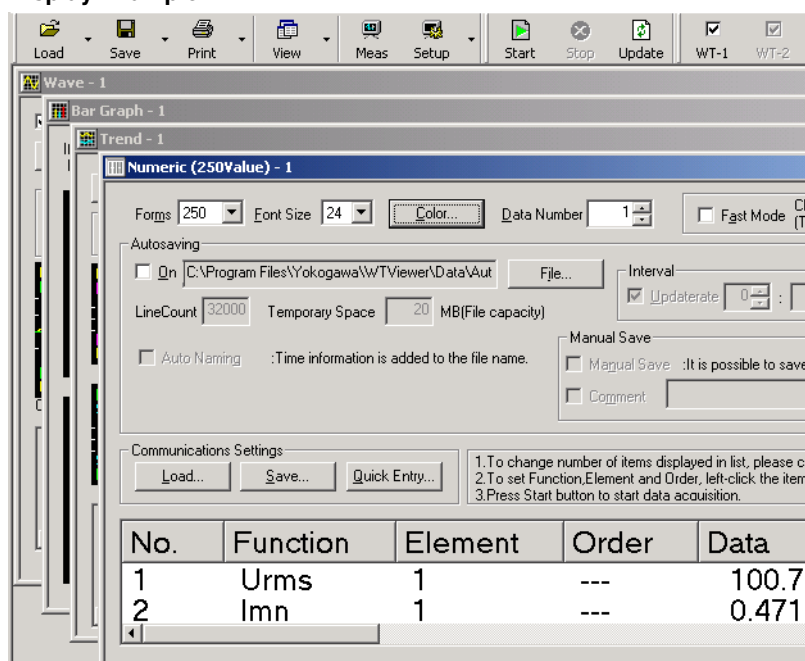 Load Save Print View Meas Setup Start Stop Update WT-1 WT-2
Wave - 1
Bar Graph - 1
Trend - 1
Numeric (250Value) - 1
Forms 250 Font Size 24 Color... Data Number 1 Fast Mode
Autosaving
On C:\Program Files\Yokogawa\WTViewer\Data\Aut File... Interval
Updaterate 0 :
LineCount 32000 Temporary Space 20 MB(File capacity)
Manual Save
Auto Naming :Time information is added to the file name. Manual Save :It is possible to save
Comment
Communications Settings
Load... Save... Quick Entry...
1.To change number of items displayed in list, please c
2.To set Function,Element and Order, left-click the item
3.Press Start button to start data acquisition.
No. Function Element Order Data
1 Urms 1 --- 100.7
2 Imn 1 --- 0.471